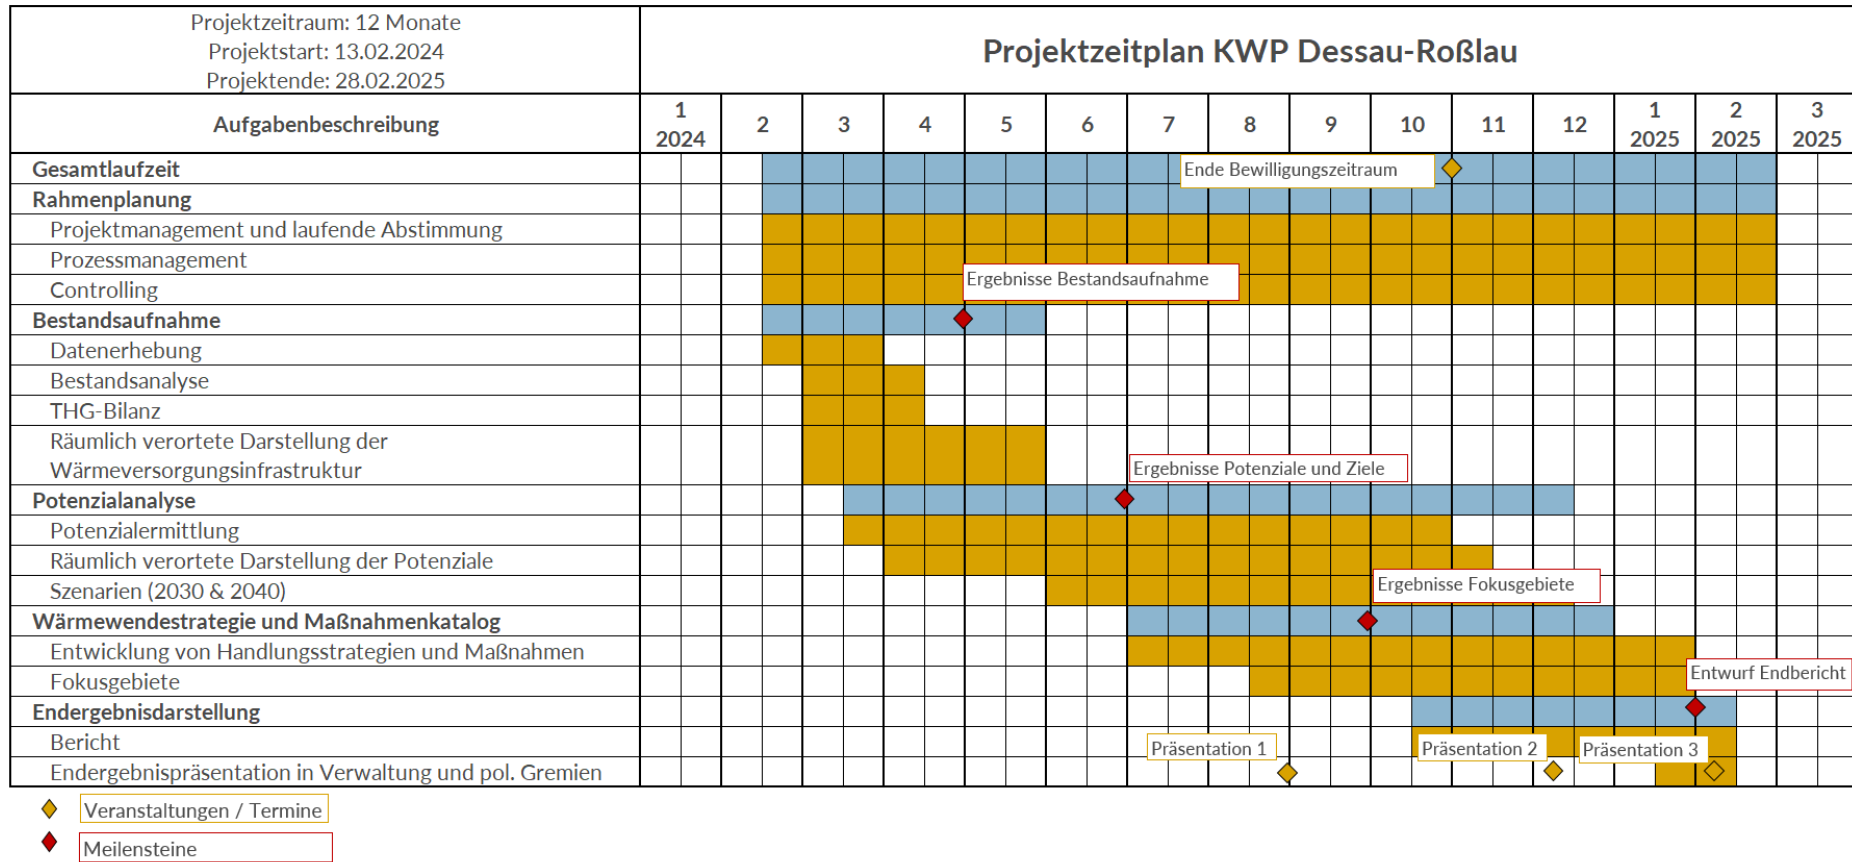 Projektzeitraum: 12 Monate
Projektstart: 13.02.2024
Projektende: 28.02.2025
Projektzeitplan KWP Dessau-Roßlau
Aufgabenbeschreibung
1 2024
2
3
4
5
6
7
8
9
10
11
12
1 2025
2 2025
3 2025
Gesamtlaufzeit
Ende Bewilligungszeitraum
Rahmenplanung
Projektmanagement und laufende Abstimmung
Prozessmanagement
Ergebnisse Bestandsaufnahme
Controlling
Bestandsaufnahme
Datenerhebung
Bestandsanalyse
THG-Bilanz
Räumlich verortete Darstellung der
Wärmeversorgungsinfrastruktur
Ergebnisse Potenziale und Ziele
Potenzialanalyse
Potenzialermittlung
Räumlich verortete Darstellung der Potenziale
Szenarien (2030 & 2040)
Ergebnisse Fokusgebiete
Wärmewendestrategie und Maßnahmenkatalog
Entwicklung von Handlungsstrategien und Maßnahmen
Fokusgebiete
Entwurf Endbericht
Endergebnisdarstellung
Bericht
Präsentation 1
Präsentation 2
Präsentation 3
Endergebnispräsentation in Verwaltung und pol. Gremien
Veranstaltungen / Termine
Meilensteine